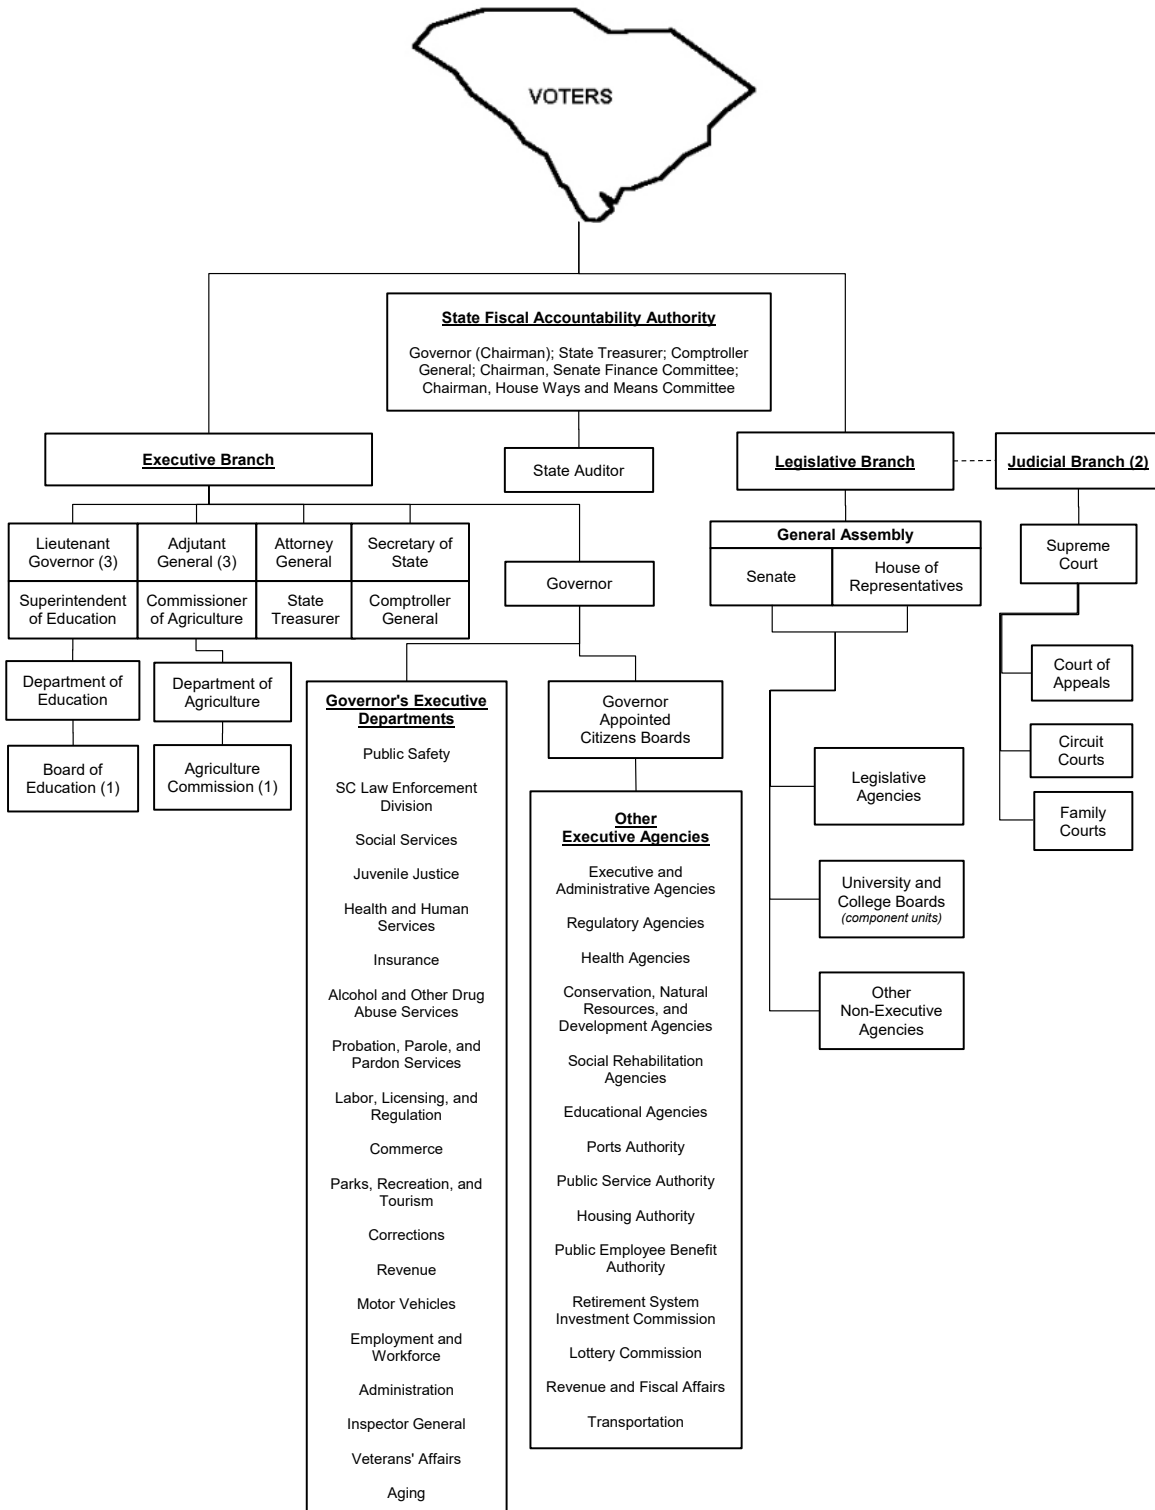 VOTERS
State Fiscal Accountability Authority
Governor (Chairman); State Treasurer; Comptroller
General; Chairman, Senate Finance Committee;
Chairman, House Ways and Means Committee
Executive Branch
State Auditor
Legislative Branch
Judicial Branch (2)
Lieutenant
Governor (3)
Adjutant
General (3)
Attorney
General
Secretary of
State
Superintendent
of Education
Commissioner
of Agriculture
State
Treasurer
Comptroller
General
Governor
General Assembly
Senate
House of
Representatives
Supreme
Court
Department of
Education
Department of
Agriculture
Board of
Education (1)
Agriculture
Commission (1)
Governor's Executive
Departments
Public Safety
SC Law Enforcement
Division
Social Services
Juvenile Justice
Health and Human
Services
Insurance
Alcohol and Other Drug
Abuse Services
Probation, Parole, and
Pardon Services
Labor, Licensing, and
Regulation
Commerce
Parks, Recreation, and
Tourism
Corrections
Revenue
Motor Vehicles
Employment and
Workforce
Administration
Inspector General
Veterans' Affairs
Aging
Governor
Appointed
Citizens Boards
Other
Executive Agencies
Executive and
Administrative Agencies
Regulatory Agencies
Health Agencies
Conservation, Natural
Resources, and
Development Agencies
Social Rehabilitation
Agencies
Educational Agencies
Ports Authority
Public Service Authority
Housing Authority
Public Employee Benefit
Authority
Retirement System
Investment Commission
Lottery Commission
Revenue and Fiscal Affairs
Transportation
Legislative
Agencies
University and
College Boards
(component units)
Other
Non-Executive
Agencies
Court of
Appeals
Circuit
Courts
Family
Courts